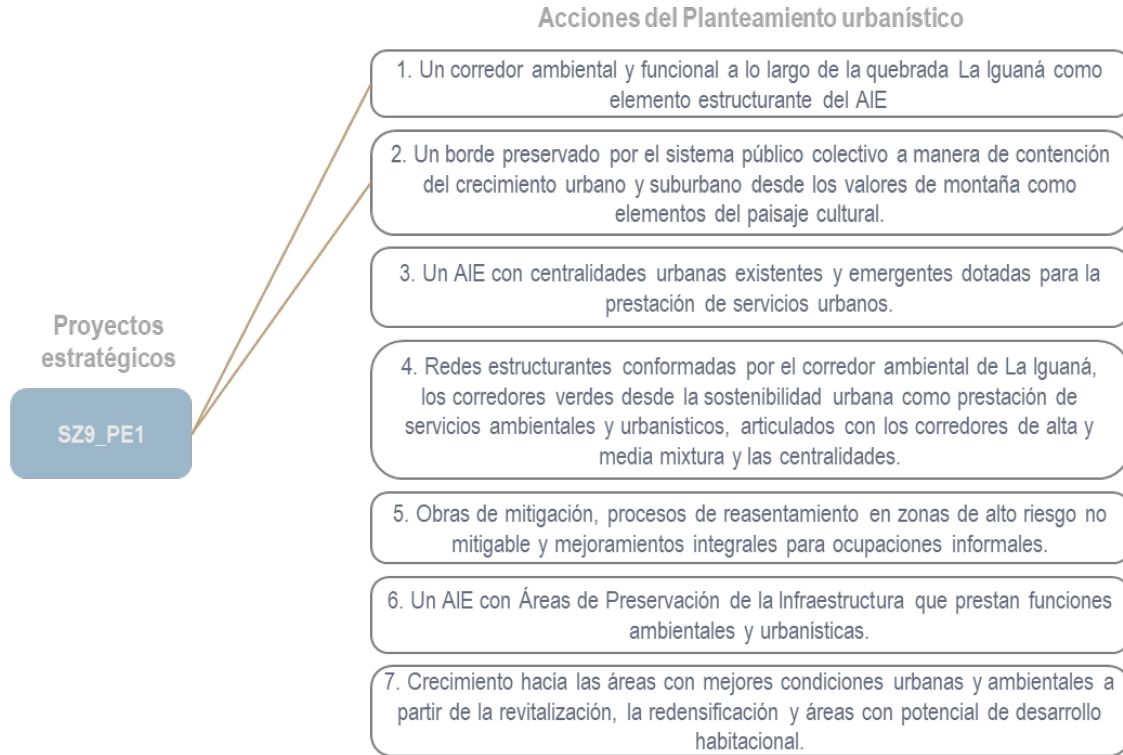 Acciones del Planteamiento urbanístico
1. Un corredor ambiental y funcional a lo largo de la quebrada La Iguaná como
elemento estructurante del AIE
2. Un borde preservado por el sistema público colectivo a manera de contención
del crecimiento urbano y suburbano desde los valores de montaña como
elementos del paisaje cultural.
3. Un AIE con centralidades urbanas existentes y emergentes dotadas para la
prestación de servicios urbanos.
Proyectos
estratégicos
SZ9_PE1
4. Redes estructurantes conformadas por el corredor ambiental de La Iguaná,
los corredores verdes desde la sostenibilidad urbana como prestación de
servicios ambientales y urbanísticos, articulados con los corredores de alta y
media mixtura y las centralidades.
5. Obras de mitigación, procesos de reasentamiento en zonas de alto riesgo no
mitigable y mejoramientos integrales para ocupaciones informales.
6. Un AIE con Áreas de Preservación de la Infraestructura que prestan funciones
ambientales y urbanísticas.
7. Crecimiento hacía las áreas con mejores condiciones urbanas y ambientales a
partir de la revitalización, la redensificación y áreas con potencial de desarrollo
habitacional.